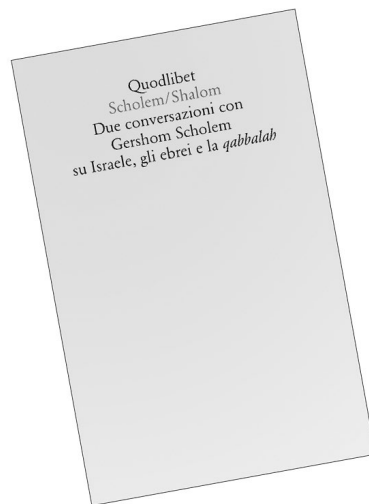 Quodlibet
Scholem/Shalom
Due conversazioni con
Gershom Scholem
su Israele, gli ebrei e la qabbalah